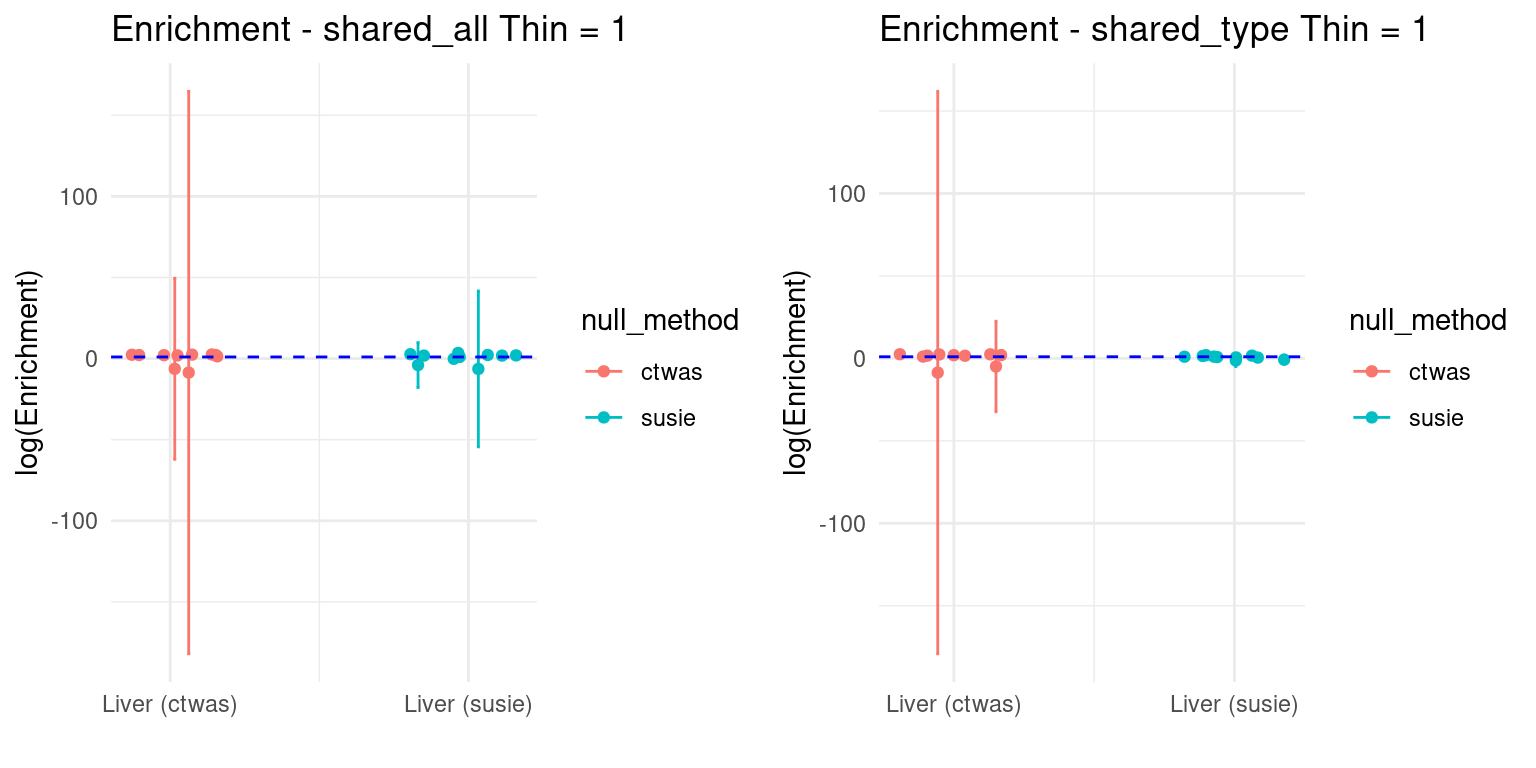 Enrichment - shared_all Thin = 1
log(Enrichment)
100
0
-100
Liver (ctwas)
Liver (susie)
null_method
ctwas
susie
Enrichment - shared_type Thin = 1
log(Enrichment)
100
0
-100
Liver (ctwas)
Liver (susie)
null_method
ctwas
susie